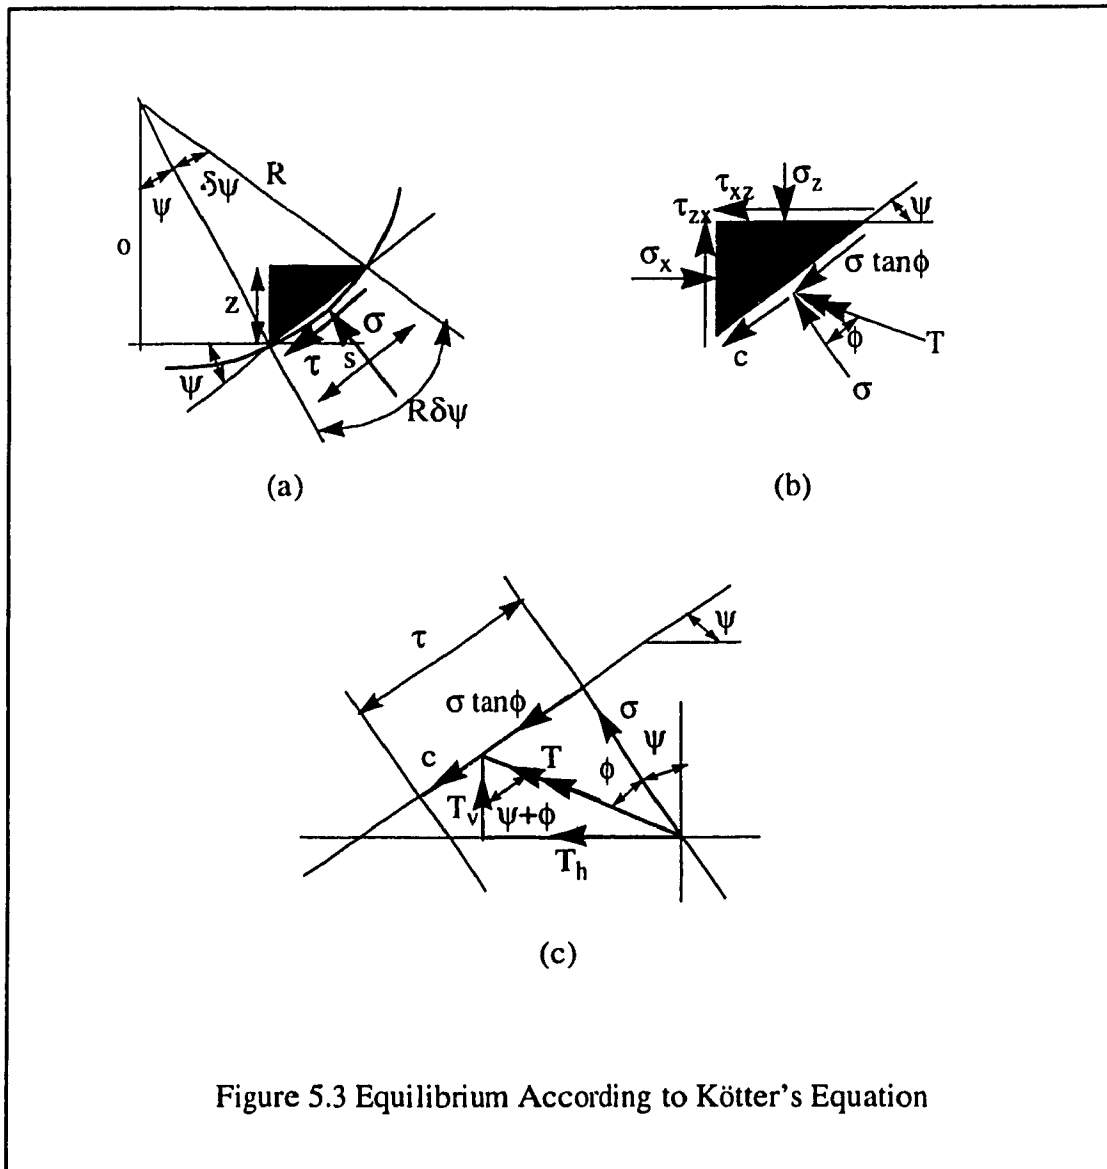 R
δψ
ψ
o
z
σ
τ
s
ψ
Rδψ
(a)
σz
τxz
τzx
ψ
σx
σ tanφ
φ
T
c
σ
(b)
ψ
τ
σ tanφ
σ
ψ
c
T
φ
Tv
ψ+φ
Th
(c)
Figure 5.3 Equilibrium According to Kötter's Equation